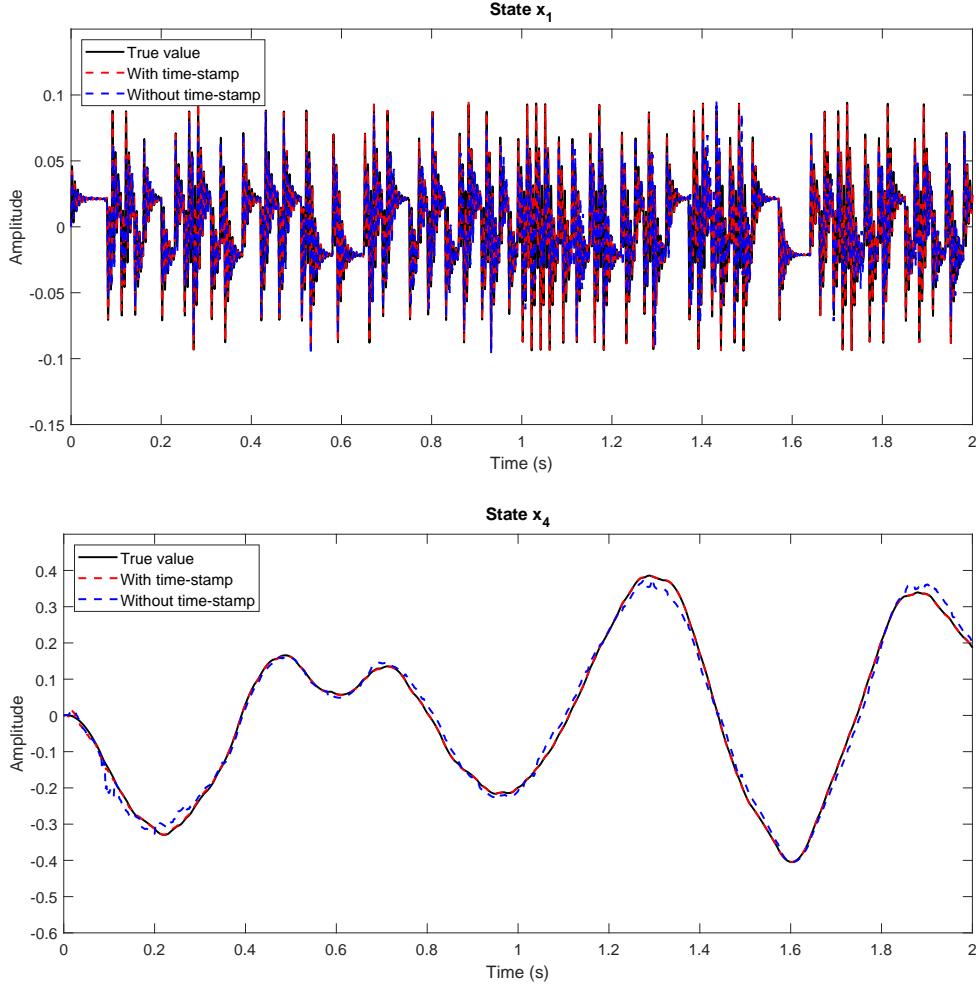 State x1
Amplitude
True value
With time-stamp
Without time-stamp
0.1
0.05
0
-0.05
-0.1
-0.15
0 0.2 0.4 0.6 0.8 1 1.2 1.4 1.6 1.8 2
Time (s)
State x4
Amplitude
True value
With time-stamp
Without time-stamp
0.4
0.3
0.2
0.1
0
-0.1
-0.2
-0.3
-0.4
-0.5
-0.6
0 0.2 0.4 0.6 0.8 1 1.2 1.4 1.6 1.8 2
Time (s)